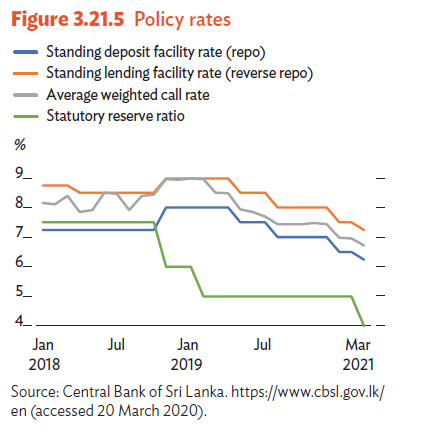 Figure 3.21.5 Policy rates
Standing deposit facility rate (repo)
Standing lending facility rate (reverse repo)
Average weighted call rate
Statutory reserve ratio
%
9
8
7
6
5
4
Jan Jul Jan Jul Mar
2018 2019 2021
Source: Central Bank of Sri Lanka. https://www.cbsl.gov.lk/
en (accessed 20 March 2020).